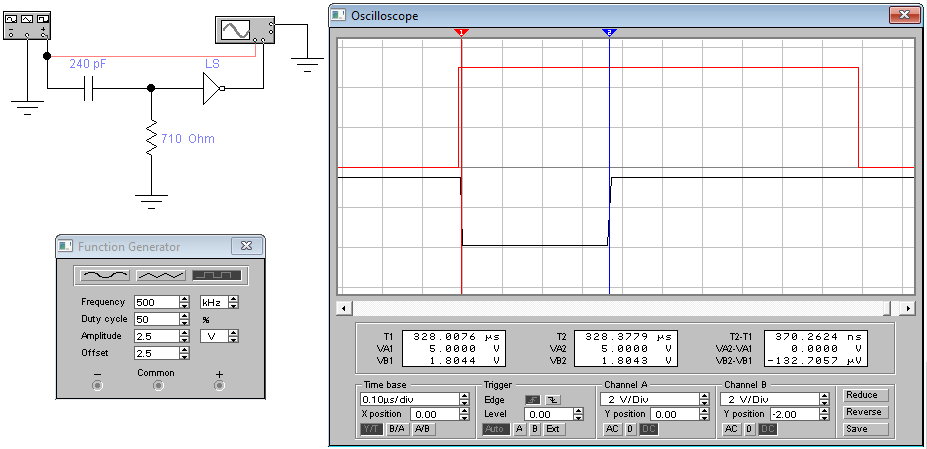 240 pF
LS
710 Ohm
Function Generator
Frequency 500 kHz
Duty cycle 50 %
Amplitude 2.5 V
Offset 2.5
− Common +
Oscilloscope
1 2
T1 328.0076 µs
VA1 5.0000 V
VB1 1.8044 V
T2 328.3779 µs
VA2 5.0000 V
VB2 1.8043 V
T2-T1 370.2624 ns
VA2-VA1 0.0000 V
VB2-VB1 -132.7057 µV
Time base
0.10µs/div
X position 0.00
Y/T B/A A/B
Trigger
Edge
Level 0.00
Auto A B Ext
Channel A
2 V/Div
Y position 0.00
AC 0 DC
Channel B
2 V/Div
Y position -2.00
AC 0 DC
Reduce
Reverse
Save